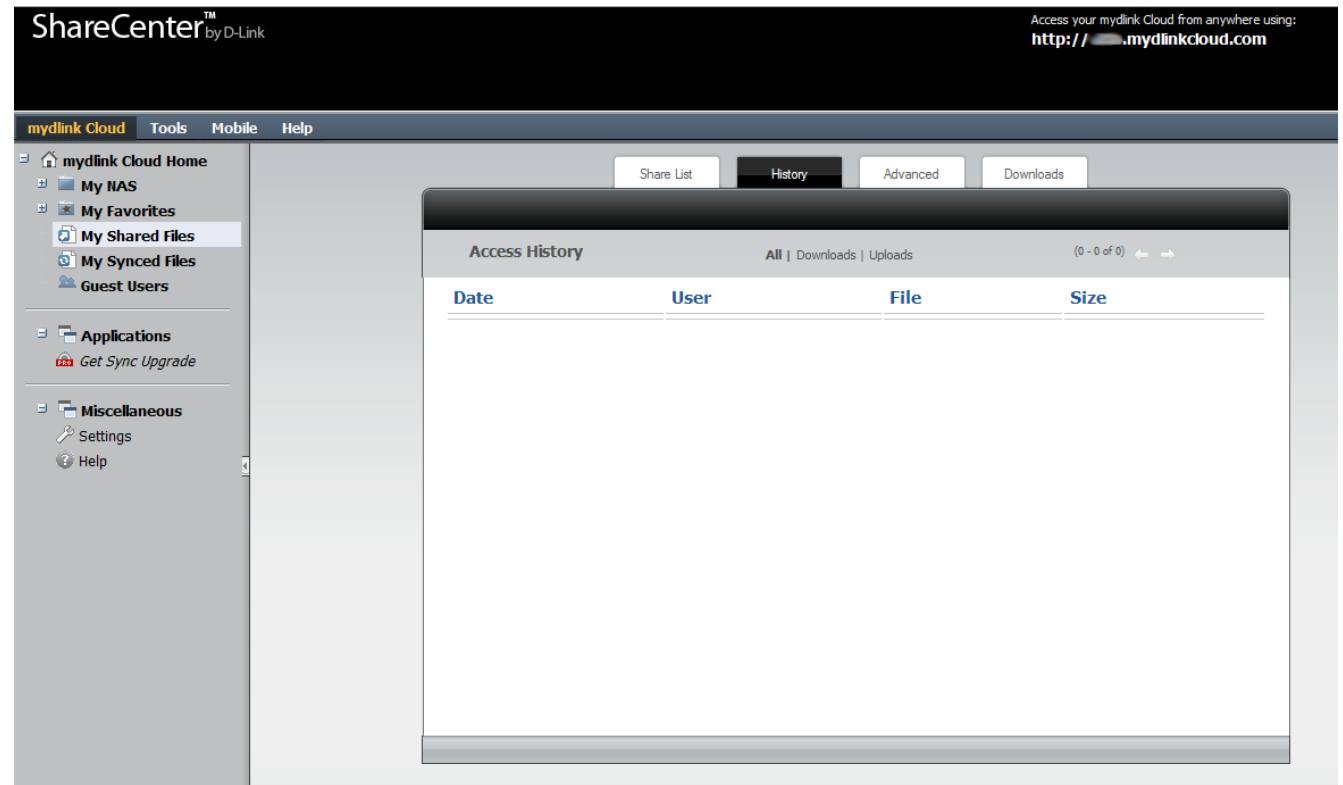 ShareCenter™ by D-Link
Access your mydlink Cloud from anywhere using:
http:// .mydlinkcloud.com
mydlink Cloud Tools Mobile Help
mydlink Cloud Home
My NAS
My Favorites
My Shared Files
My Synced Files
Guest Users
Applications
PRO Get Sync Upgrade
Miscellaneous
Settings
Help
Share List History Advanced Downloads
Access History All | Downloads | Uploads (0 - 0 of 0)
Date User File Size